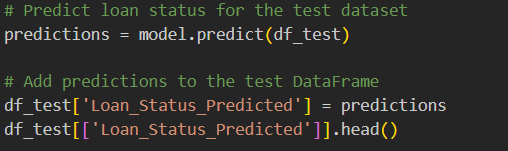 # Predict loan status for the test dataset
predictions = model.predict(df_test)
# Add predictions to the test DataFrame
df_test['Loan_Status_Predicted'] = predictions
df_test[['Loan_Status_Predicted']].head()